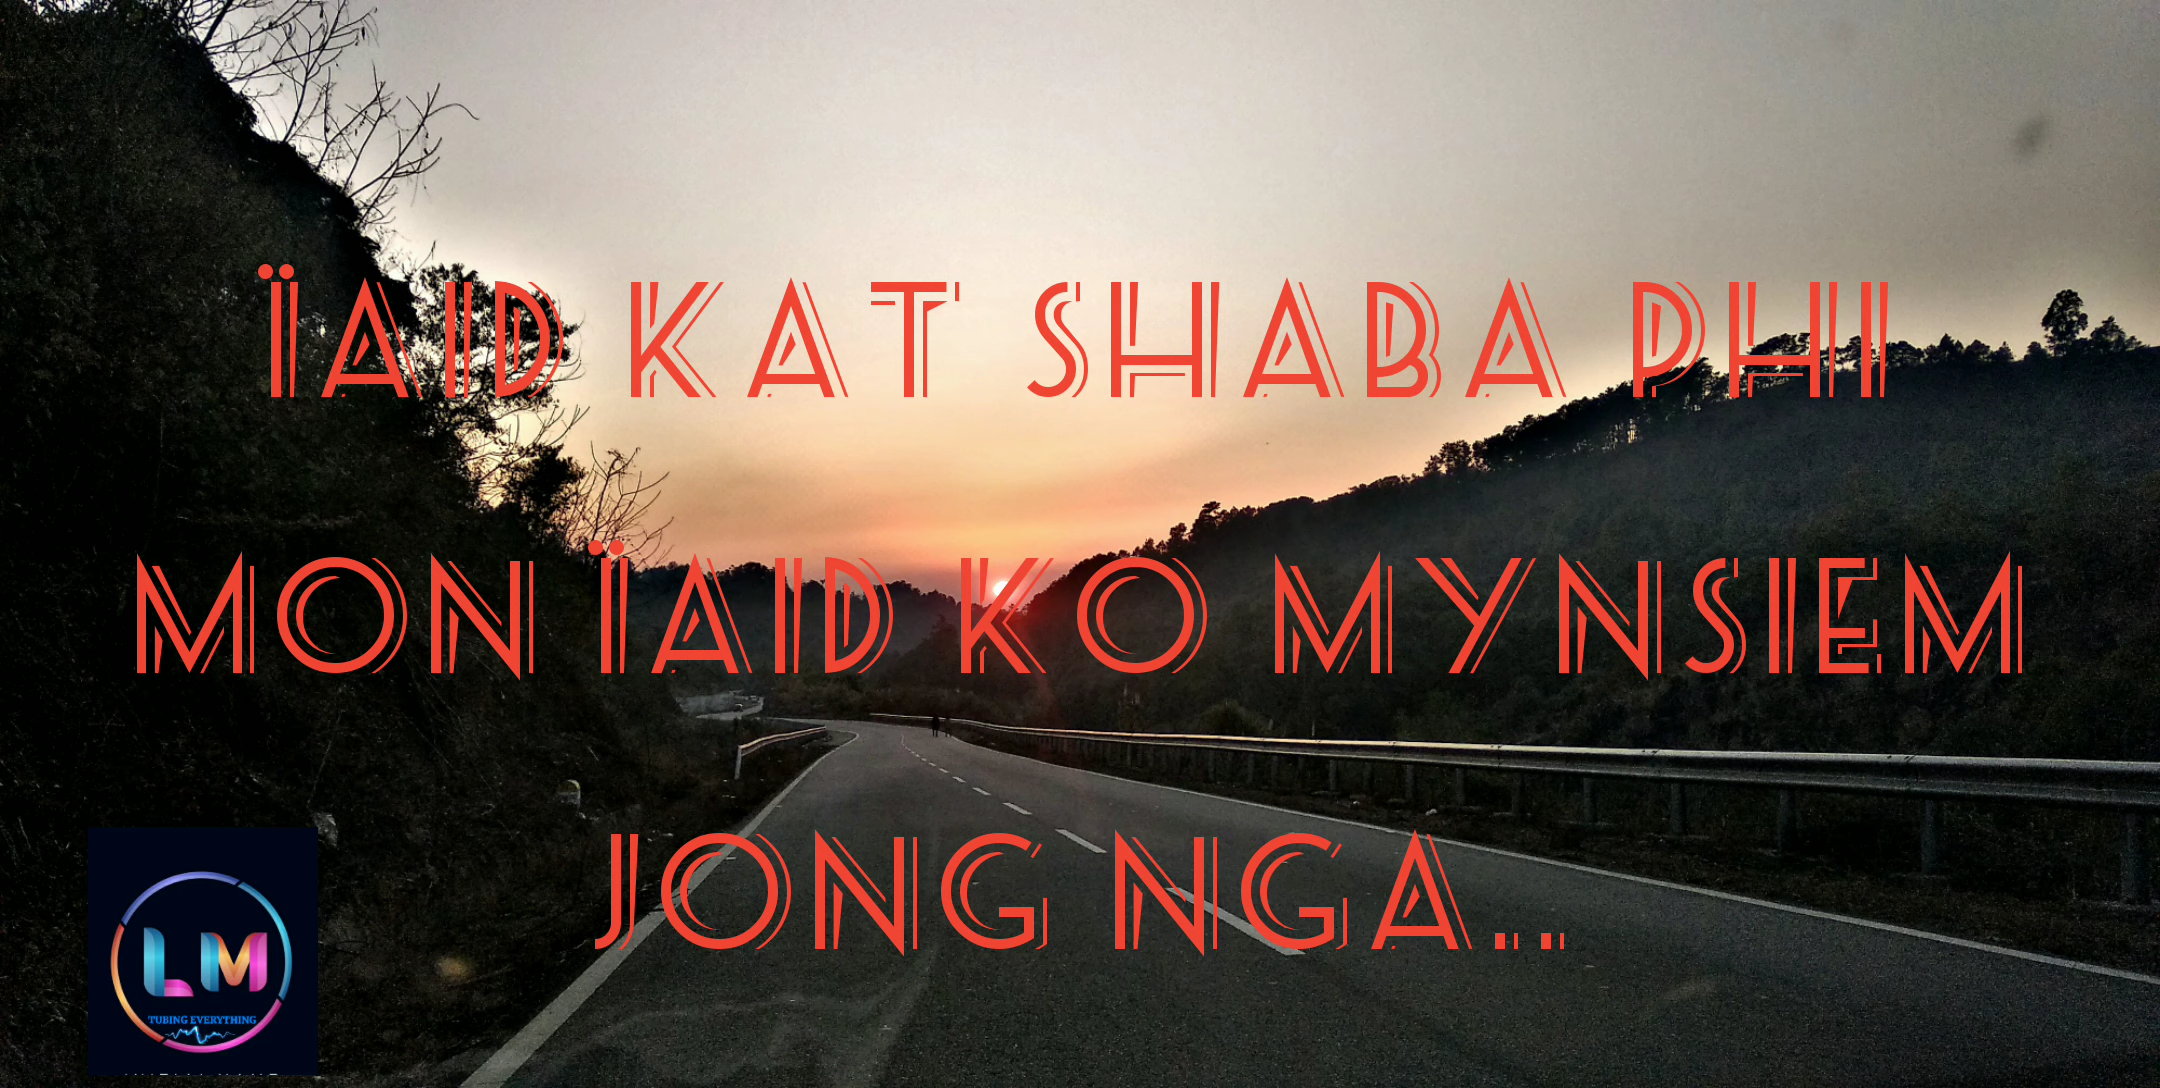 ÏAID KAT SHABA PHI
MON ÏAID KO MYNSIEM
JONG NGA...
LM
TUBING EVERYTHING